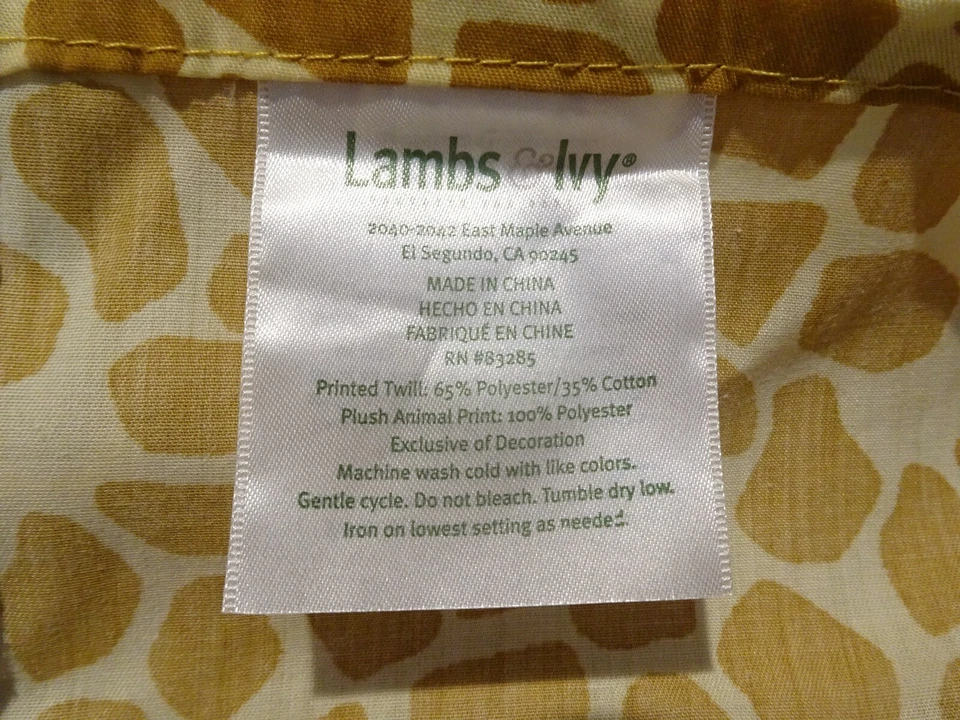 Lambs & Ivy®
2040-2042 East Maple Avenue
El Segundo, CA 90245
MADE IN CHINA
HECHO EN CHINA
FABRIQUÉ EN CHINE
RN #83285
Printed Twill: 65% Polyester/35% Cotton
Plush Animal Print: 100% Polyester
Exclusive of Decoration
Machine wash cold with like colors.
Gentle cycle. Do not bleach. Tumble dry low.
Iron on lowest setting as needed.